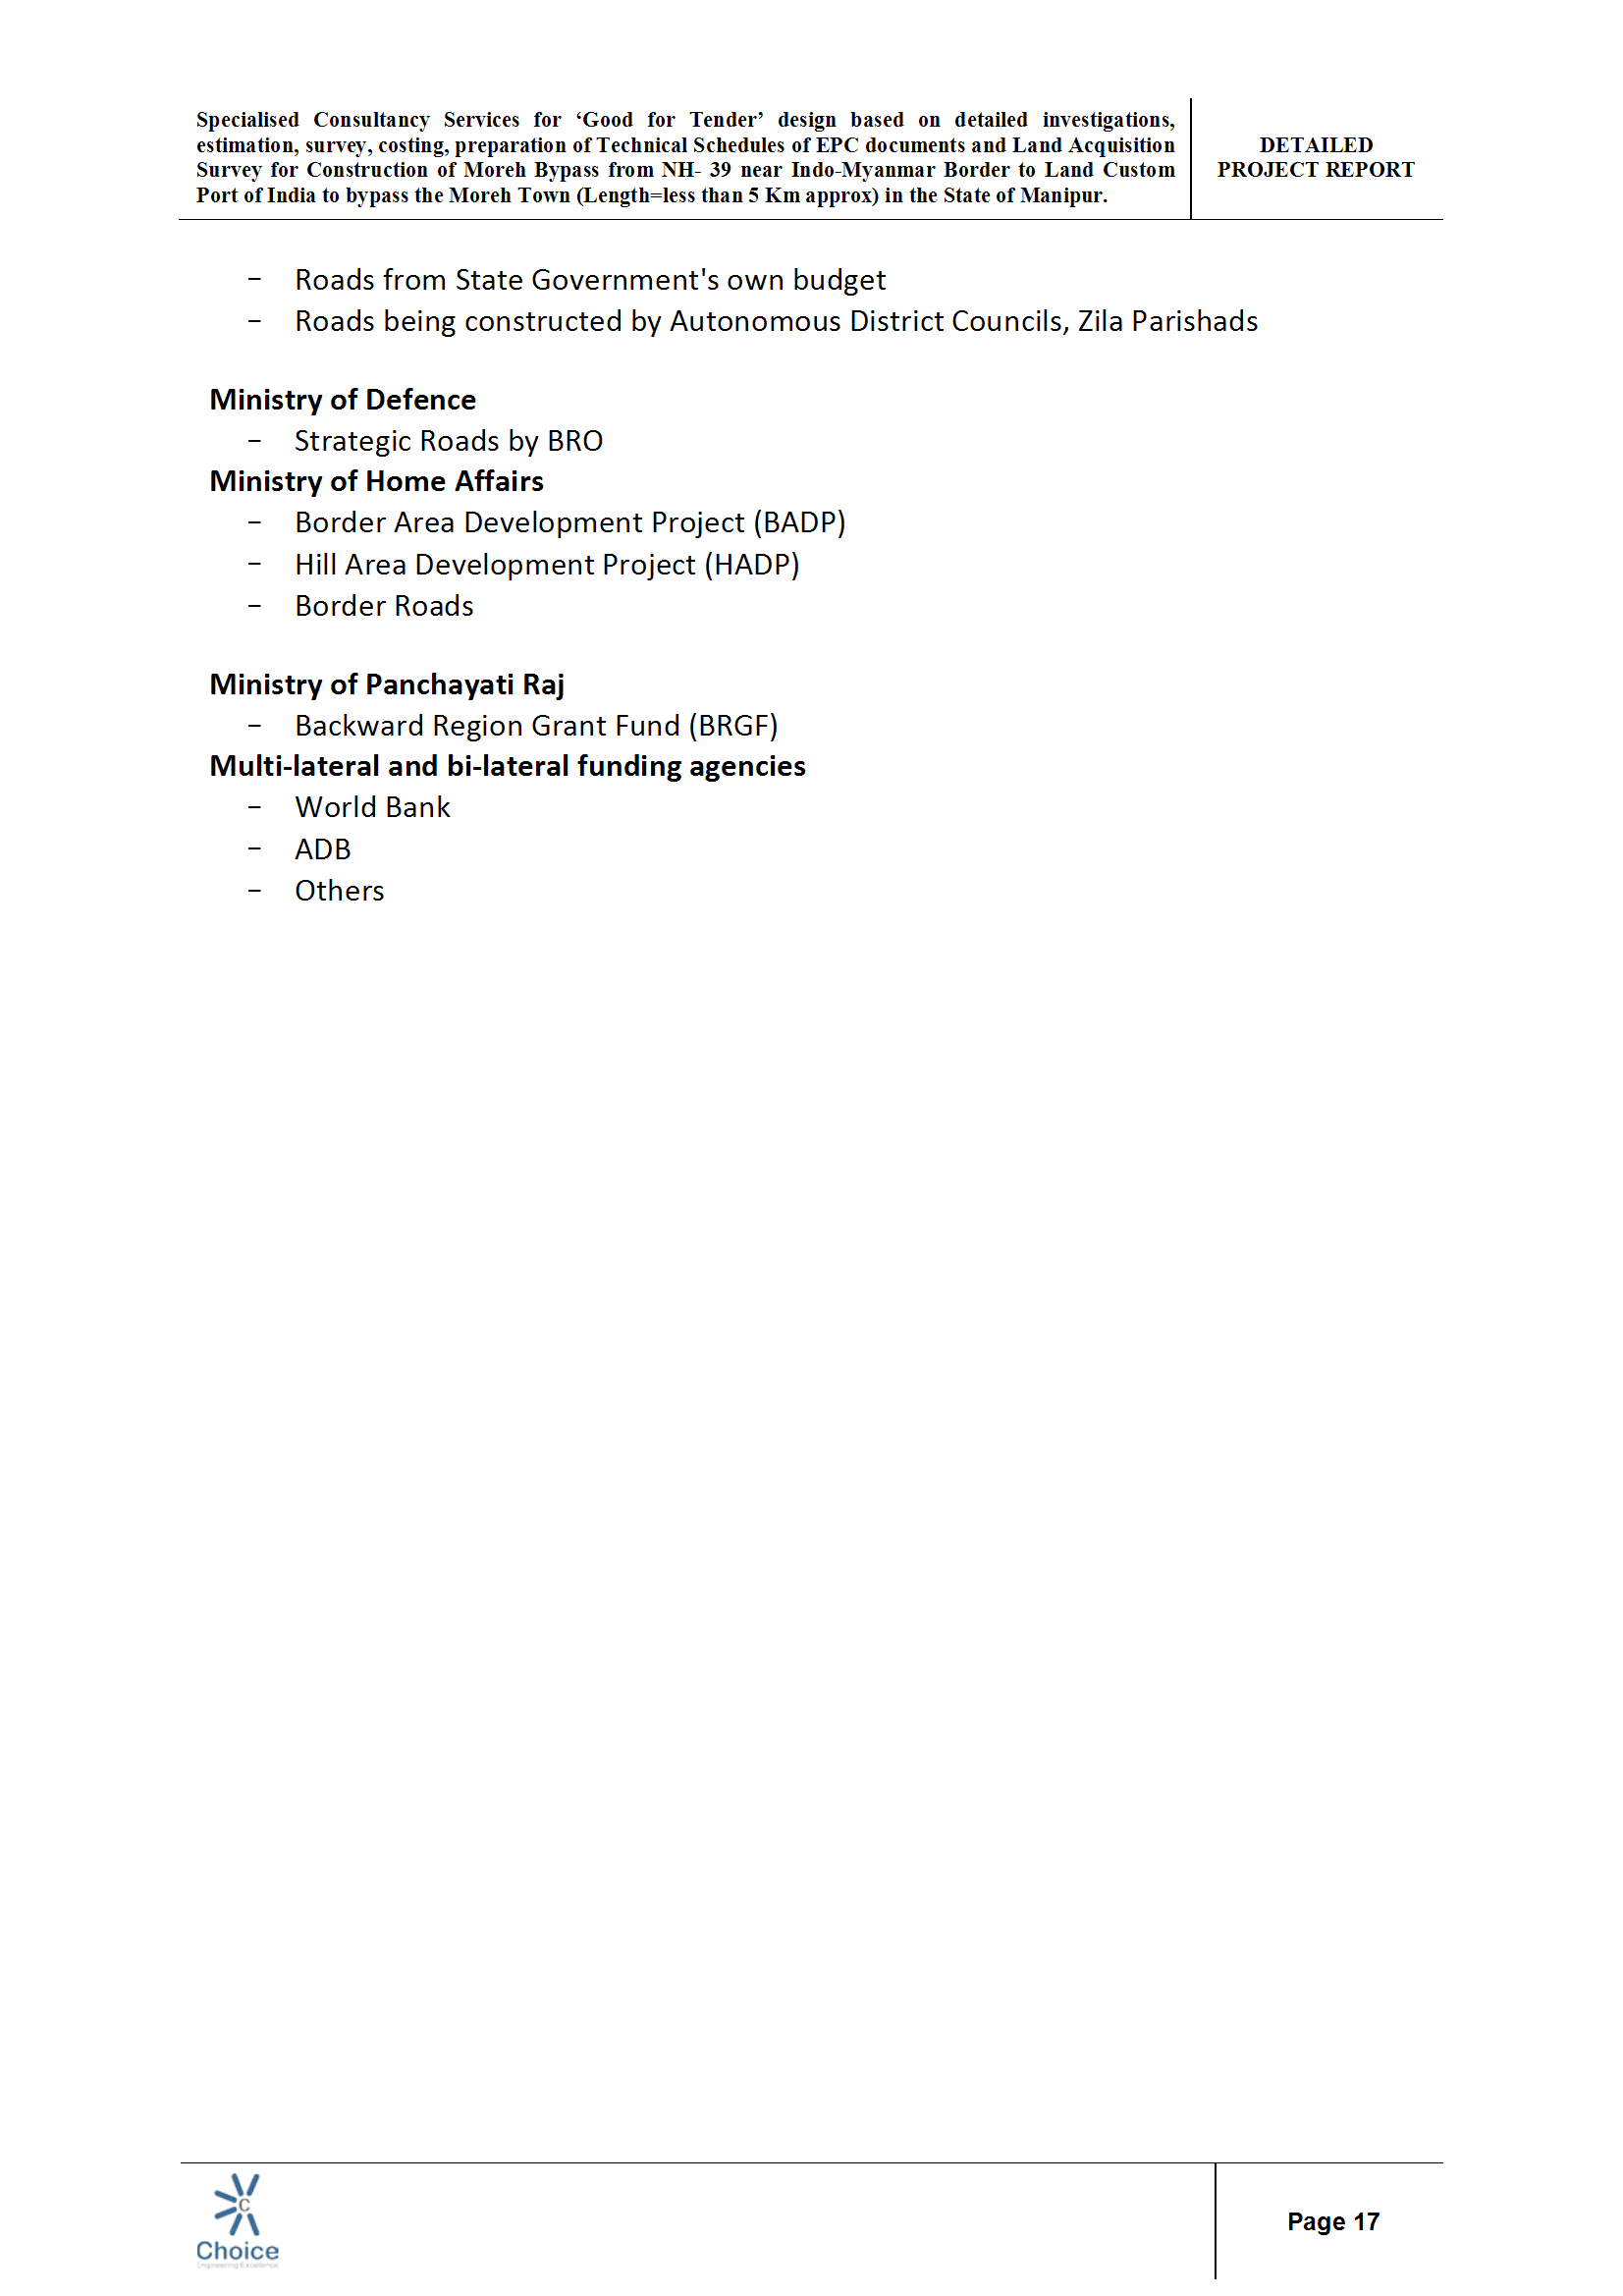 Specialised Consultancy Services for ‘Good for Tender’ design based on detailed investigations,
estimation, survey, costing, preparation of Technical Schedules of EPC documents and Land Acquisition
Survey for Construction of Moreh Bypass from NH- 39 near Indo-Myanmar Border to Land Custom
Port of India to bypass the Moreh Town (Length=less than 5 Km approx) in the State of Manipur.
DETAILED
PROJECT REPORT
- Roads from State Government's own budget
- Roads being constructed by Autonomous District Councils, Zila Parishads
Ministry of Defence
- Strategic Roads by BRO
Ministry of Home Affairs
- Border Area Development Project (BADP)
- Hill Area Development Project (HADP)
- Border Roads
Ministry of Panchayati Raj
- Backward Region Grant Fund (BRGF)
Multi-lateral and bi-lateral funding agencies
- World Bank
- ADB
- Others
C
Choice
Engineering Excellence
Page 17